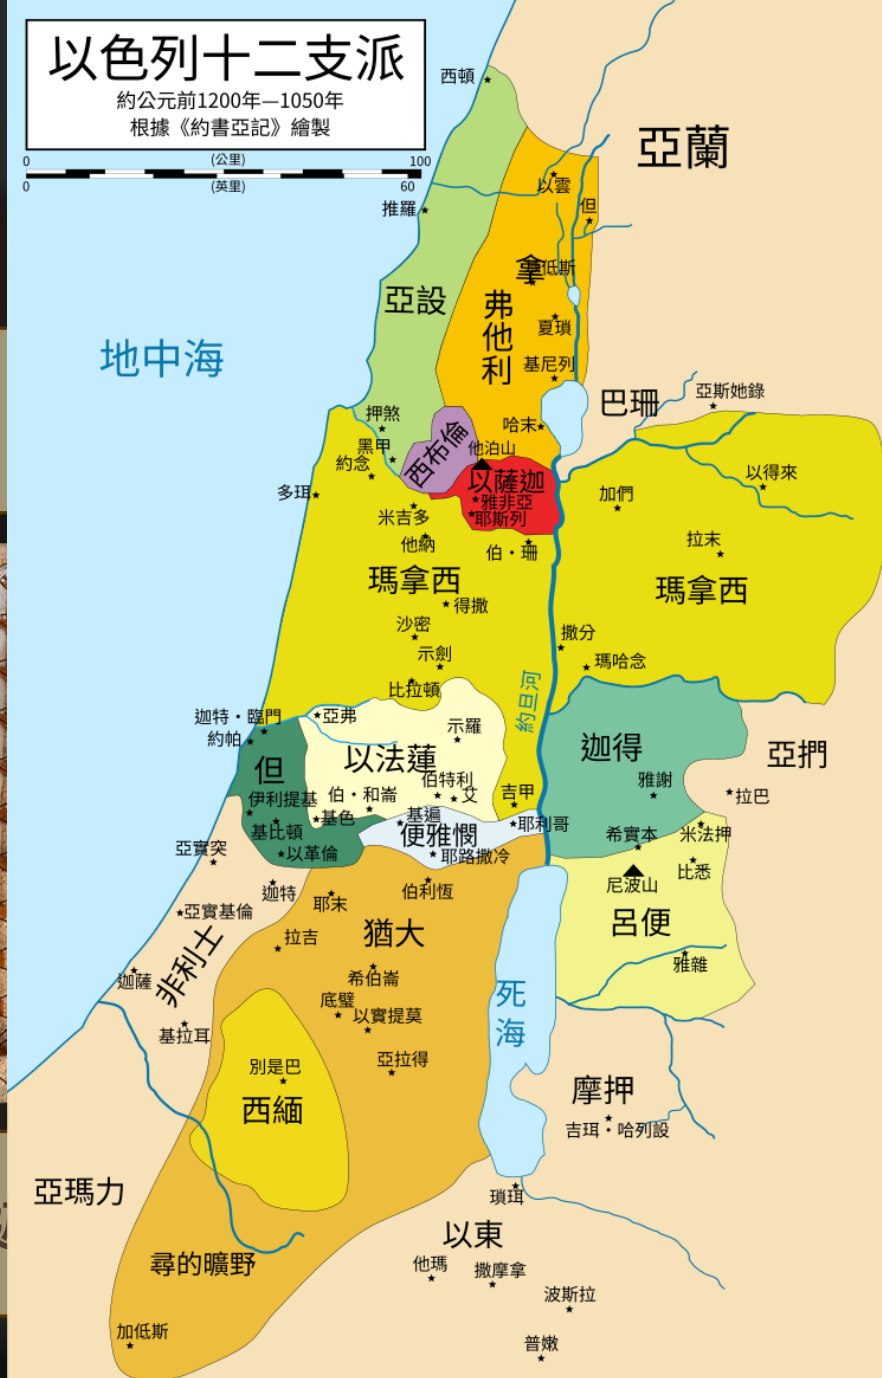 以色列十二支派
約公元前1200年—1050年
根據《約書亞記》繪製
0 (公里) 100
0 (英里) 60
西頓
亞蘭
以雲
推羅
但
拿
低斯
亞設
弗他利
夏瑣
地中海
基尼列
巴珊
亞斯她錄
押煞
哈末
西布倫
黑甲
他泊山
約念
以薩迦
以得來
多珥
雅非亞
加們
米吉多
耶斯列
他納
伯·珊
拉末
瑪拿西
瑪拿西
得撒
沙密
撒分
示劍
瑪哈念
比拉頓
約旦河
迦特·臨門
亞弗
約帕
示羅
迦得
亞捫
但
以法蓮
伯特利
雅謝
伊利提基
伯·和崙
艾
吉甲
拉巴
基色
基遍
耶利哥
基比頓
便雅憫
希實本
米法押
亞實突
以革倫
耶路撒冷
比悉
迦特
伯利恆
尼波山
耶末
亞實基倫
呂便
拉吉
猶大
非利士
雅雜
迦薩
希伯崙
底璧
死海
以實提莫
基拉耳
別是巴
亞拉得
摩押
西緬
吉珥·哈列設
亞瑪力
瑣珥
以東
尋的曠野
他瑪
撒摩拿
波斯拉
加低斯
普嫩